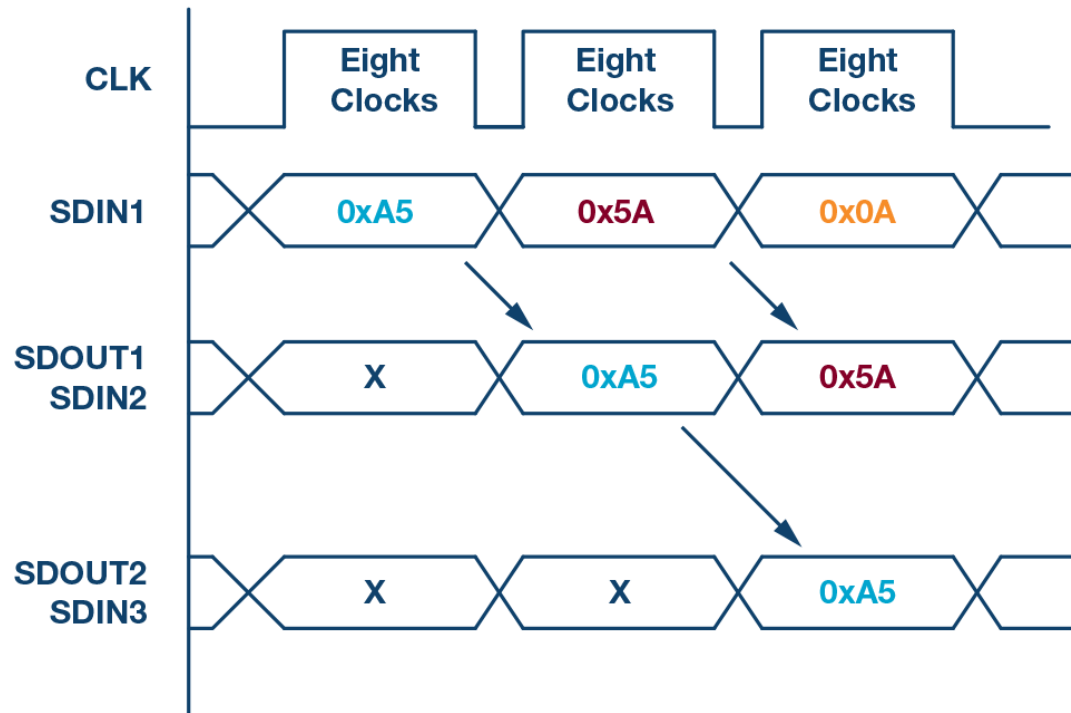 CLK
Eight Eight Eight
Clocks Clocks Clocks
SDIN1 0xA5 0x5A 0x0A
SDOUT1
SDIN2
X 0xA5 0x5A
SDOUT2
SDIN3
X X 0xA5